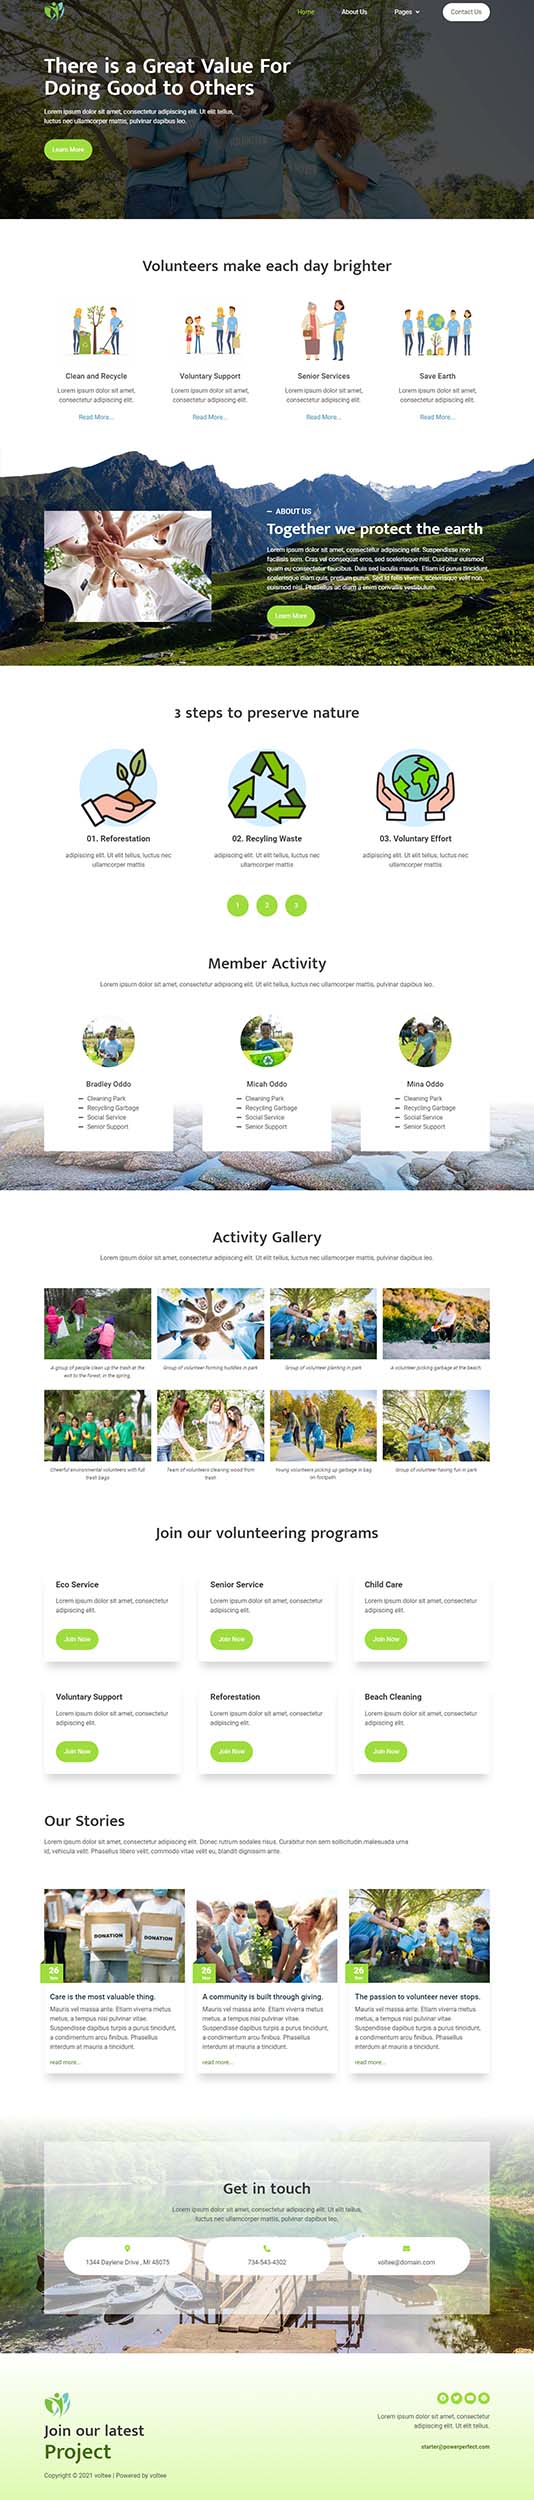 Home About Us Pages Contact Us
There is a Great Value For
Doing Good to Others
Lorem ipsum dolor sit amet, consectetur adipiscing elit. Ut elit tellus,
luctus nec ullamcorper mattis, pulvinar dapibus leo.
Learn More
Volunteers make each day brighter
Clean and Recycle
Lorem ipsum dolor sit amet,
consectetur adipiscing elit.
Read More...
Voluntary Support
Lorem ipsum dolor sit amet,
consectetur adipiscing elit.
Read More...
Senior Services
Lorem ipsum dolor sit amet,
consectetur adipiscing elit.
Read More...
Save Earth
Lorem ipsum dolor sit amet,
consectetur adipiscing elit.
Read More...
ABOUT US
Together we protect the earth
Lorem ipsum dolor sit amet, consectetur adipiscing elit. Suspendisse non
facilisis sem. Cras vel consequat eros, sed scelerisque nisl. Curabitur euismod
quam eu consectetur faucibus. Duis sed iaculis mauris. Etiam id purus tincidunt,
scelerisque diam quis, pretium purus. Sed id felis viverra, scelerisque velit non,
euismod nisl. Phasellus ac diam a enim convallis vestibulum.
Learn More
3 steps to preserve nature
01. Reforestation
adipiscing elit. Ut elit tellus, luctus nec
ullamcorper mattis
02. Recyling Waste
adipiscing elit. Ut elit tellus, luctus nec
ullamcorper mattis
03. Voluntary Effort
adipiscing elit. Ut elit tellus, luctus nec
ullamcorper mattis
1 2 3
Member Activity
Lorem ipsum dolor sit amet, consectetur adipiscing elit. Ut elit tellus, luctus nec ullamcorper mattis, pulvinar dapibus leo.
Bradley Oddo
Cleaning Park
Recycling Garbage
Social Service
Senior Support
Micah Oddo
Cleaning Park
Recycling Garbage
Social Service
Senior Support
Mina Oddo
Cleaning Park
Recycling Garbage
Social Service
Senior Support
Activity Gallery
Lorem ipsum dolor sit amet, consectetur adipiscing elit. Ut elit tellus, luctus nec ullamcorper mattis, pulvinar dapibus leo.
A group of people clean up the trash at the
exit to the forest, in the spring.
Group of volunteer forming huddles in park
Group of volunteer planting in park
A volunteer picking garbage at the beach.
Cheerful environmental volunteers with full
trash bags
Team of volunteers cleaning wood from
trash
Young volunteers picking up garbage in bag
on footpath
Group of volunteer having fun in park
Join our volunteering programs
Eco Service
Lorem ipsum dolor sit amet, consectetur
adipiscing elit.
Join Now
Senior Service
Lorem ipsum dolor sit amet, consectetur
adipiscing elit.
Join Now
Child Care
Lorem ipsum dolor sit amet, consectetur
adipiscing elit.
Join Now
Voluntary Support
Lorem ipsum dolor sit amet, consectetur
adipiscing elit.
Join Now
Reforestation
Lorem ipsum dolor sit amet, consectetur
adipiscing elit.
Join Now
Beach Cleaning
Lorem ipsum dolor sit amet, consectetur
adipiscing elit.
Join Now
Our Stories
Lorem ipsum dolor sit amet, consectetur adipiscing elit. Donec rutrum sodales risus. Curabitur non sem sollicitudin,malesuada urna
id, vehicula velit. Phasellus libero velit, commodo vitae velit eu, blandit dignissim ante.
DONATION DONATION
26
Nov
Care is the most valuable thing.
Mauris vel massa ante. Etiam viverra metus
metus, a tempus nisi pulvinar vitae.
Suspendisse dapibus turpis a purus tincidunt,
a condimentum arcu finibus. Phasellus
interdum at mauris a tincidunt.
read more...
26
Nov
A community is built through giving.
Mauris vel massa ante. Etiam viverra metus
metus, a tempus nisi pulvinar vitae.
Suspendisse dapibus turpis a purus tincidunt,
a condimentum arcu finibus. Phasellus
interdum at mauris a tincidunt.
read more...
26
Nov
The passion to volunteer never stops.
Mauris vel massa ante. Etiam viverra metus
metus, a tempus nisi pulvinar vitae.
Suspendisse dapibus turpis a purus tincidunt,
a condimentum arcu finibus. Phasellus
interdum at mauris a tincidunt.
read more...
Get in touch
Lorem ipsum dolor sit amet, consectetur adipiscing elit. Ut elit tellus,
luctus nec ullamcorper mattis, pulvinar dapibus leo.
1344 Daylene Drive , MI 48075
734-543-4302
voltee@domain.com
Join our latest
Project
Copyright © 2021 voltee | Powered by voltee
Lorem ipsum dolor sit amet, consectetur
adipiscing elit. Ut elit tellus.
starter@powerperfect.com